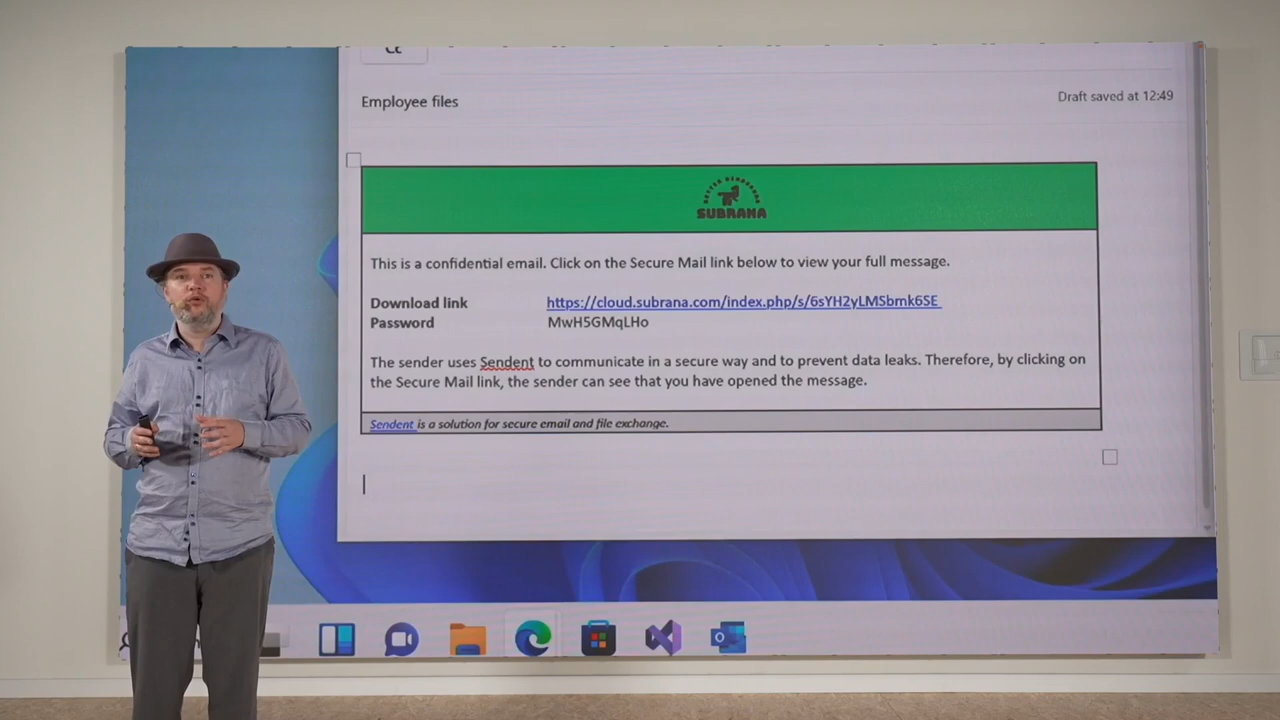 Cc
Employee files
Draft saved at 12:49
SUBRANA
This is a confidential email. Click on the Secure Mail link below to view your full message.
Download link https://cloud.subrana.com/index.php/s/6sYH2yLMSbmk6SE
Password MwH5GMqLHo
The sender uses Sendent to communicate in a secure way and to prevent data leaks. Therefore, by clicking on
the Secure Mail link, the sender can see that you have opened the message.
Sendent is a solution for secure email and file exchange.